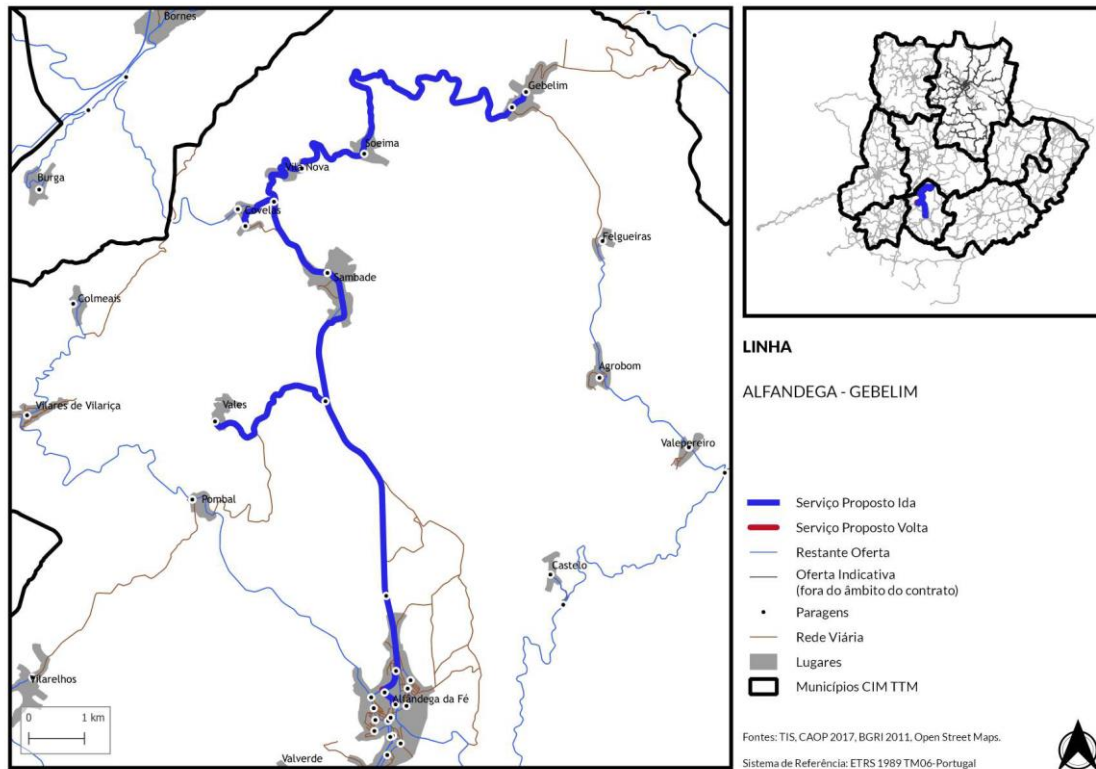 Bornes
Gebelim
Soeima
Vila Nova
Burga
Covelas
Felgueiras
Sambade
Colmeais
Agrobom
Vilares de Vilariça
Vales
Valepereiro
Pombal
Castelo
Vilarelhos
Alfândega da Fé
Valverde
0 1 km
LINHA
ALFANDEGA - GEBELIM
Serviço Proposto Ida
Serviço Proposto Volta
Restante Oferta
Oferta Indicativa
(fora do âmbito do contrato)
Paragens
Rede Viária
Lugares
Municípios CIM TTM
Fontes: TIS, CAOP 2017, BGRI 2011, Open Street Maps.
Sistema de Referência: ETRS 1989 TM06-Portugal